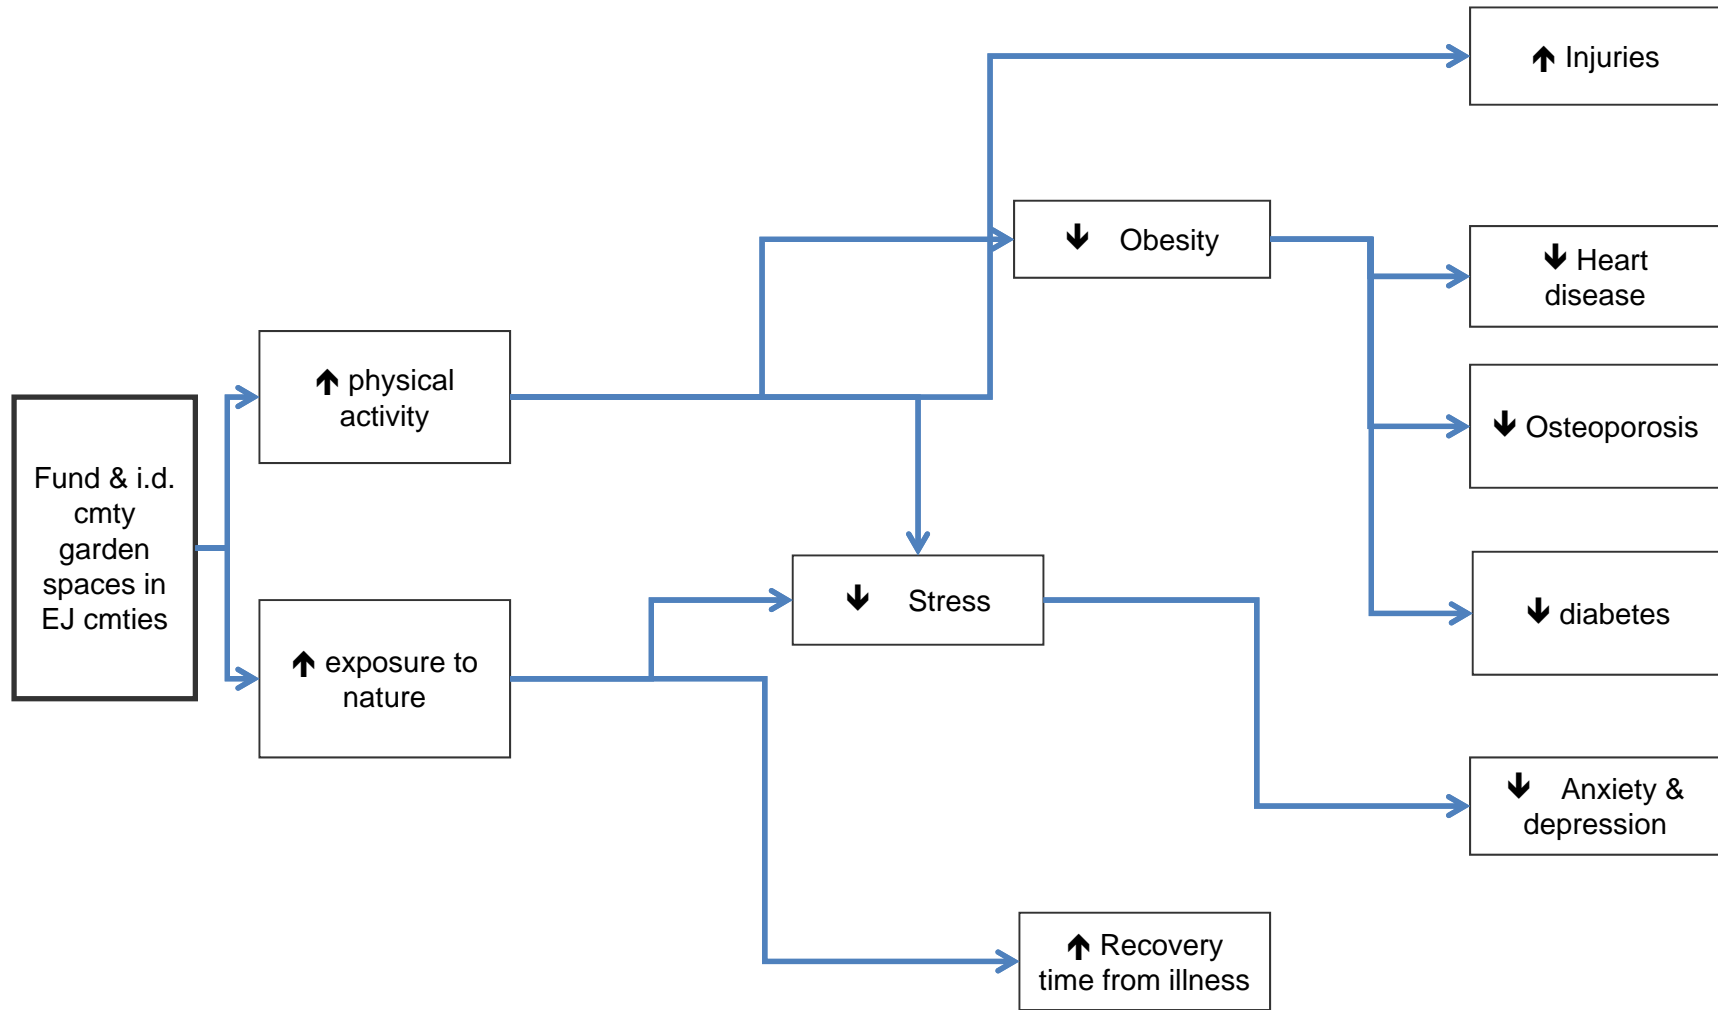 🡹 Injuries
🡻 Obesity
🡻 Heart
disease
🡹 physical
activity
🡻 Osteoporosis
Fund & i.d.
cmty
garden
spaces in
EJ cmties
🡻 Stress
🡻 diabetes
🡹 exposure to
nature
🡻 Anxiety &
depression
🡹 Recovery
time from illness